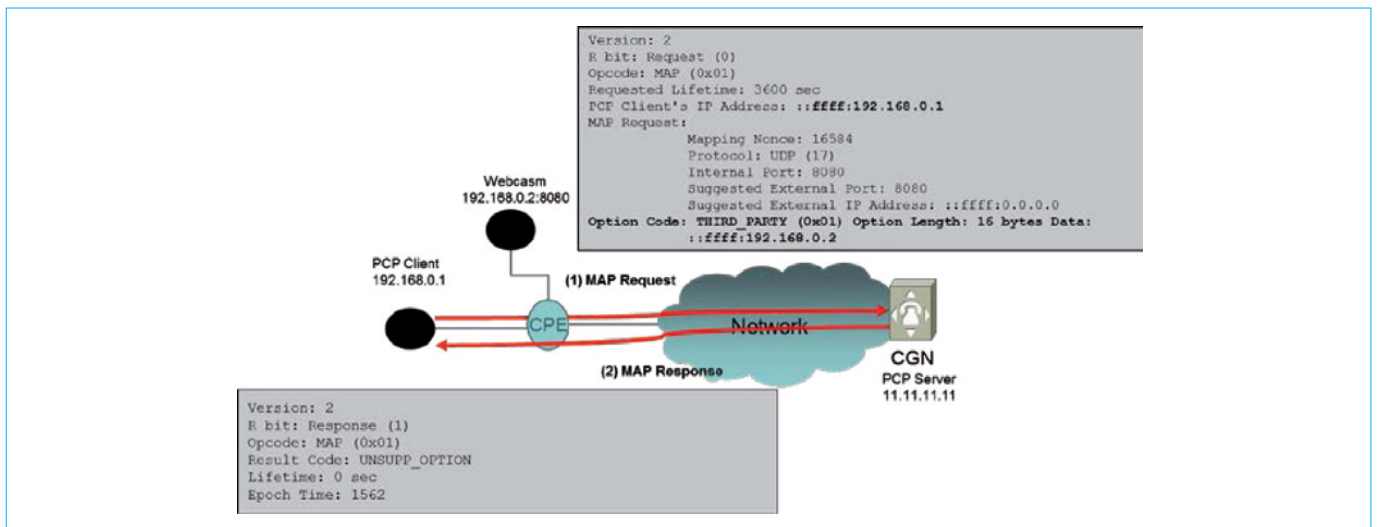 Version: 2
R bit: Request (0)
Opcode: MAP (0x01)
Requested Lifetime: 3600 sec
PCP Client's IP Address: ::ffff:192.168.0.1
MAP Request:
Mapping Nonce: 16584
Protocol: UDP (17)
Internal Port: 8080
Suggested External Port: 8080
Suggested External IP Address: ::ffff:0.0.0.0
Option Code: THIRD_PARTY (0x01) Option Length: 16 bytes Data:
::ffff:192.168.0.2
Webcasm
192.168.0.2:8080
PCP Client
192.168.0.1
(1) MAP Request
CPE
Network
(2) MAP Response
CGN
PCP Server
11.11.11.11
Version: 2
R bit: Response (1)
Opcode: MAP (0x01)
Result Code: UNSUPP_OPTION
Lifetime: 0 sec
Epoch Time: 1562